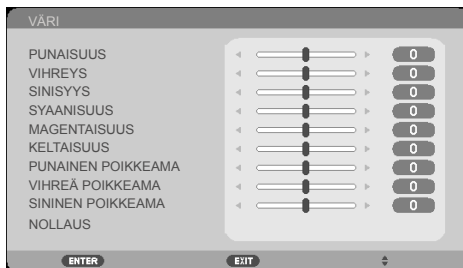 VÄRI
PUNAISUUS 0
VIHREYS 0
SINISYYS 0
SYAANISUUS 0
MAGENTAISUUS 0
KELTAISUUS 0
PUNAINEN POIKKEAMA 0
VIHREÄ POIKKEAMA 0
SININEN POIKKEAMA 0
NOLLAUS
ENTER EXIT